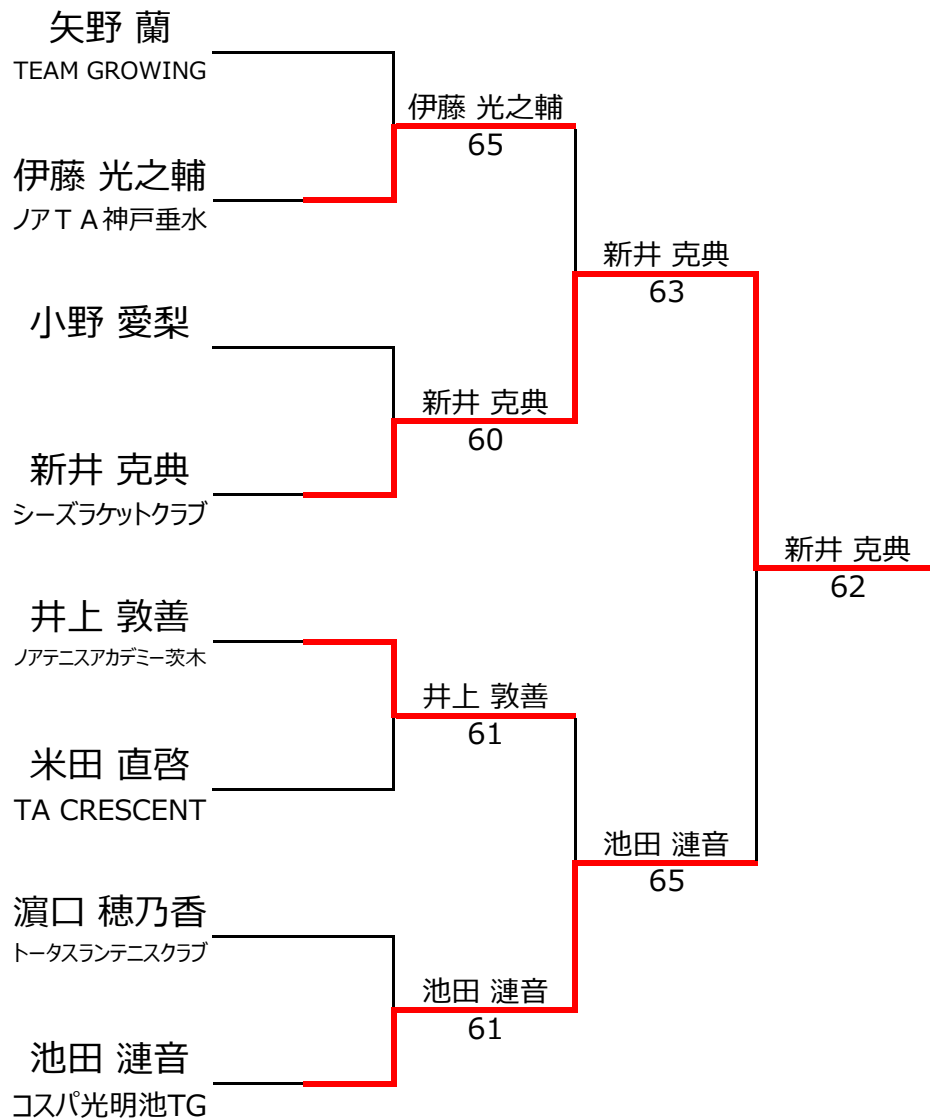 矢野 蘭
TEAM GROWING
伊藤 光之輔
65
伊藤 光之輔
ノアＴＡ神戸垂水
新井 克典
63
小野 愛梨
新井 克典
60
新井 克典
シーズラケットクラブ
新井 克典
62
井上 敦善
ノアテニスアカデミー茨木
井上 敦善
61
米田 直啓
TA CRESCENT
池田 漣音
65
濵口 穂乃香
トータスランテニスクラブ
池田 漣音
61
池田 漣音
コスパ光明池TG